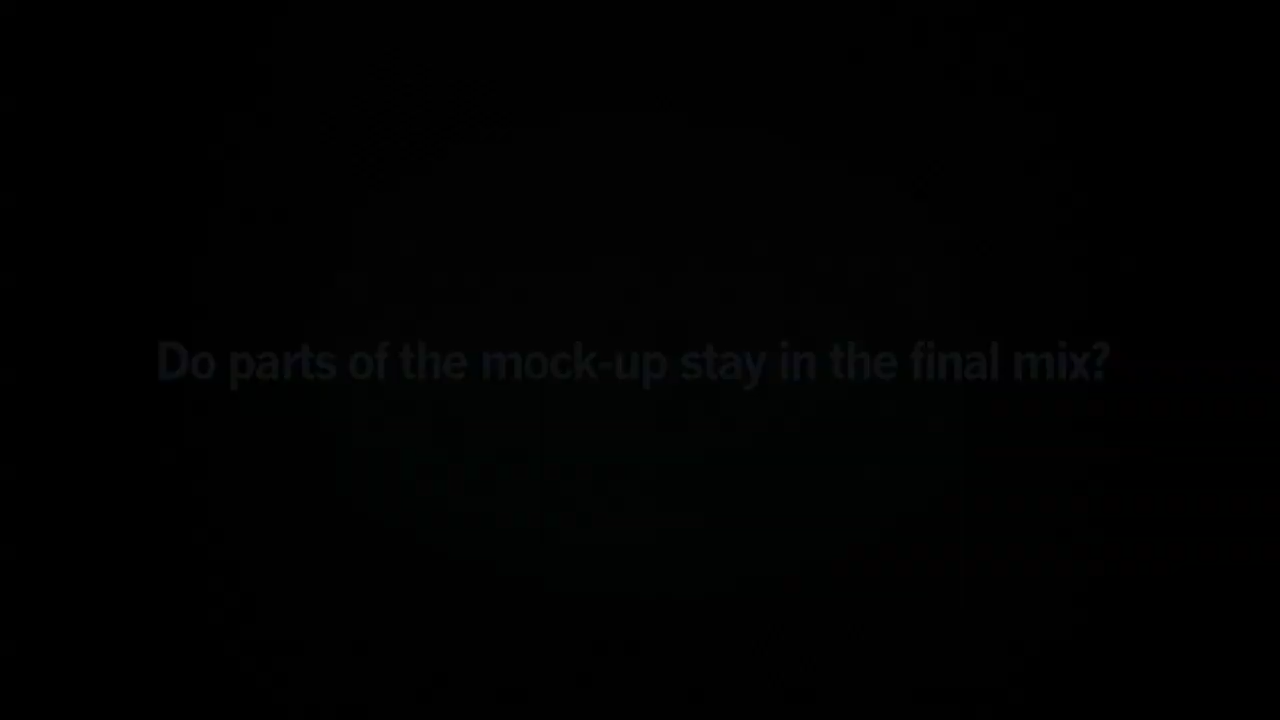 Do parts of the mock-up stay in the final mix?